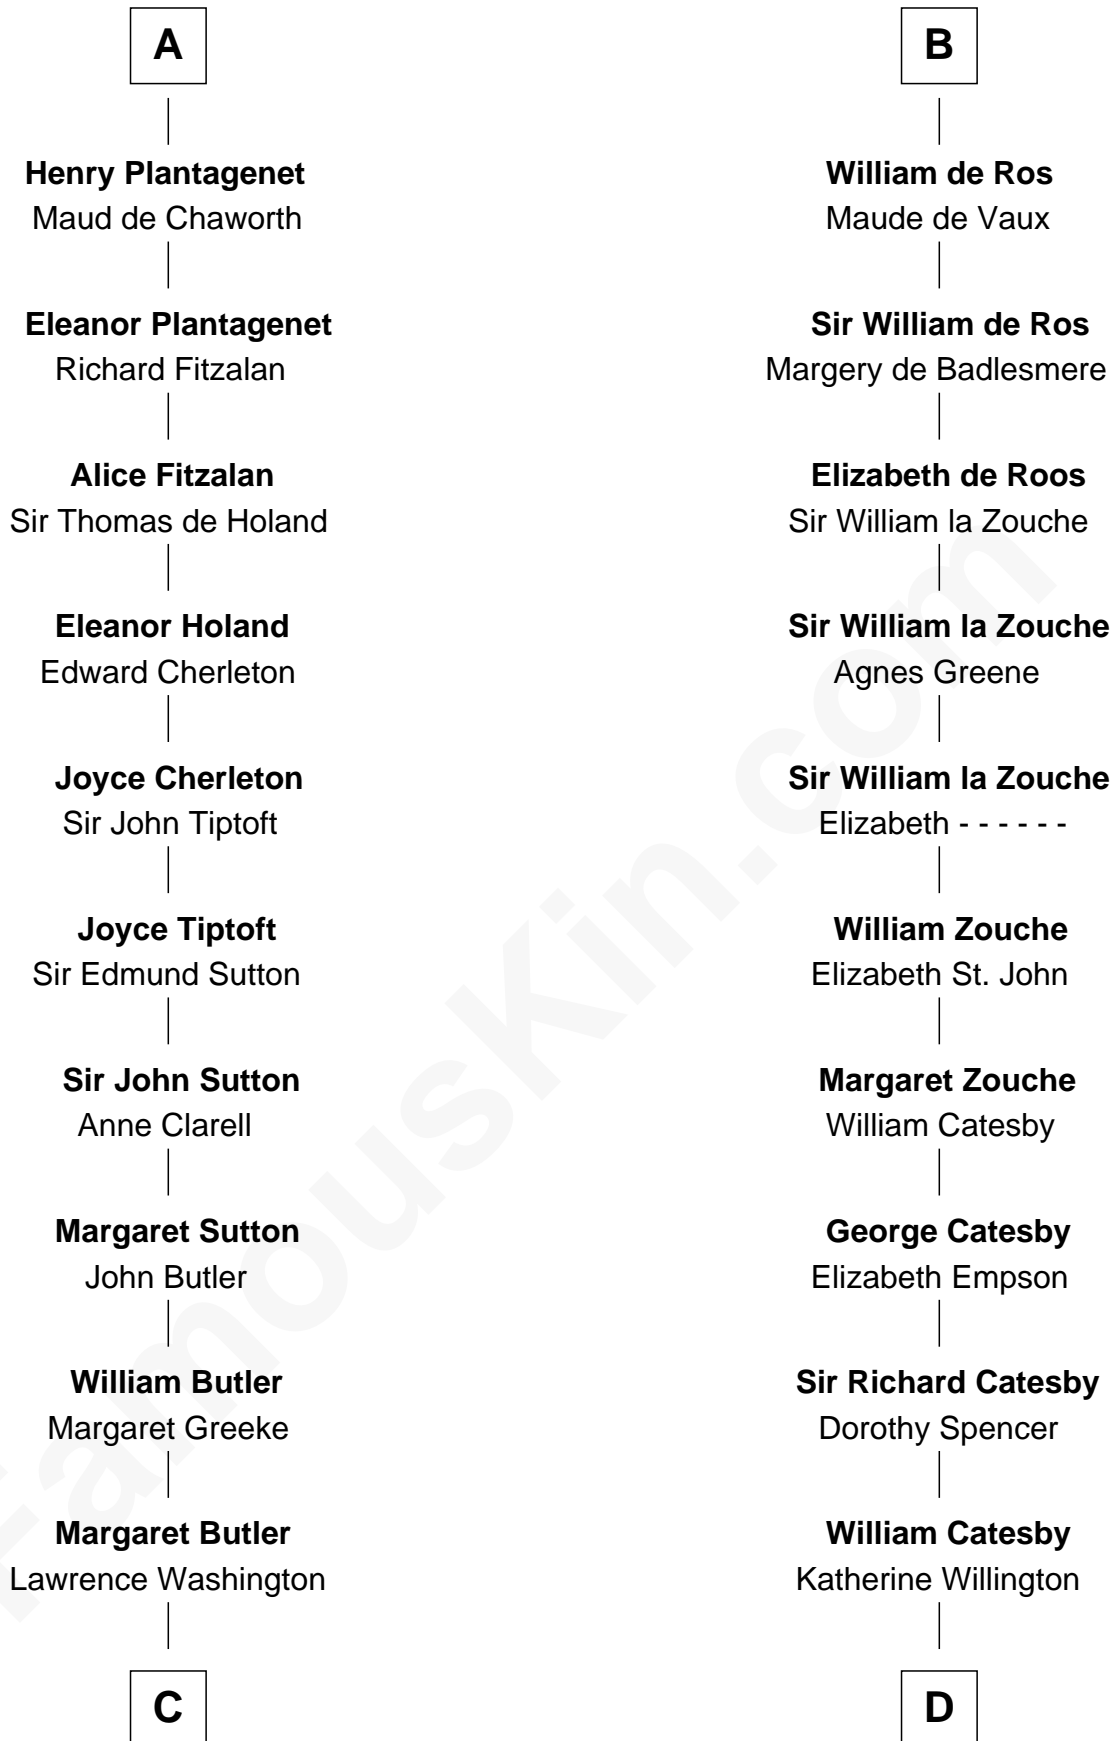 A
Henry Plantagenet
Maud de Chaworth
Eleanor Plantagenet
Richard Fitzalan
Alice Fitzalan
Sir Thomas de Holand
Eleanor Holand
Edward Cherleton
Joyce Cherleton
Sir John Tiptoft
Joyce Tiptoft
Sir Edmund Sutton
Sir John Sutton
Anne Clarell
Margaret Sutton
John Butler
William Butler
Margaret Greeke
Margaret Butler
Lawrence Washington
C
B
William de Ros
Maude de Vaux
Sir William de Ros
Margery de Badlesmere
Elizabeth de Roos
Sir William la Zouche
Sir William la Zouche
Agnes Greene
Sir William la Zouche
Elizabeth - - - - - -
William Zouche
Elizabeth St. John
Margaret Zouche
William Catesby
George Catesby
Elizabeth Empson
Sir Richard Catesby
Dorothy Spencer
William Catesby
Katherine Willington
D
FamousKin.com